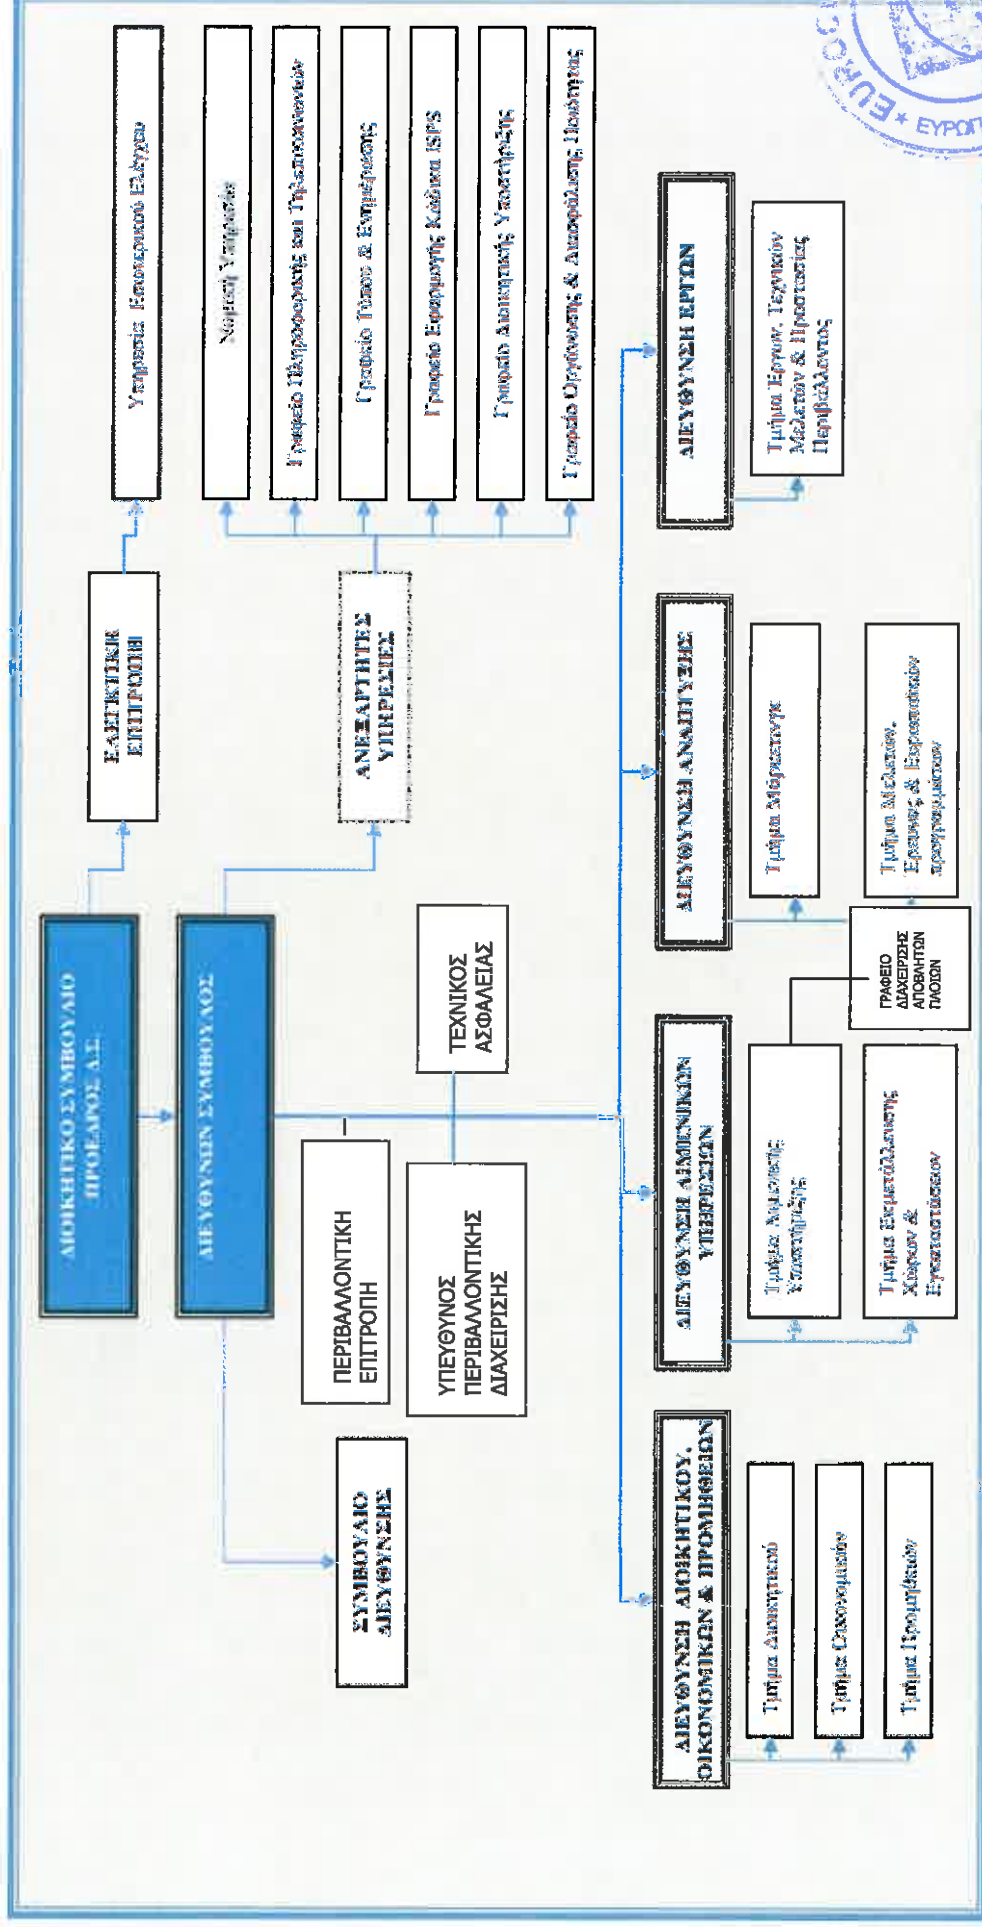 ΔΙΟΙΚΗΤΙΚΟ ΣΥΜΒΟΥΛΙΟ
ΠΡΟΕΔΡΟΣ Δ.Σ.
ΔΙΕΥΘΥΝΩΝ ΣΥΜΒΟΥΛΟΣ
ΕΛΕΓΚΤΙΚΗ
ΕΠΙΤΡΟΠΗ
Υπηρεσία Εσωτερικού Ελέγχου
ΑΝΕΞΑΡΤΗΤΕΣ
ΥΠΗΡΕΣΙΕΣ
Νομική Υπηρεσία
Γραφείο Πληροφορικής και Τηλεπικοινωνιών
Γραφείο Τύπου & Ενημέρωσης
Γραφείο Εφαρμογής Κώδικα ISPS
Γραφείο Διοικητικής Υποστήριξης
Γραφείο Οργάνωσης & Διασφάλισης Ποιότητας
ΣΥΜΒΟΥΛΙΟ
ΔΙΕΥΘΥΝΣΗΣ
ΠΕΡΙΒΑΛΛΟΝΤΙΚΗ
ΕΠΙΤΡΟΠΗ
ΥΠΕΥΘΥΝΟΣ
ΠΕΡΙΒΑΛΛΟΝΤΙΚΗΣ
ΔΙΑΧΕΙΡΙΣΗΣ
ΤΕΧΝΙΚΟΣ
ΑΣΦΑΛΕΙΑΣ
ΔΙΕΥΘΥΝΣΗ ΔΙΟΙΚΗΤΙΚΟΥ,
ΟΙΚΟΝΟΜΙΚΩΝ & ΠΡΟΜΗΘΕΙΩΝ
Τμήμα Διοικητικού
Τμήμα Οικονομικών
Τμήμα Προμηθειών
ΔΙΕΥΘΥΝΣΗ ΛΙΜΕΝΙΚΩΝ
ΥΠΗΡΕΣΙΩΝ
Τμήμα Λιμενικής
Υποστήριξης
Τμήμα Εκμετάλλευσης
Χώρων &
Εγκαταστάσεων
ΓΡΑΦΕΙΟ
ΔΙΑΧΕΙΡΙΣΗΣ
ΑΠΟΒΛΗΤΩΝ
ΠΛΟΙΩΝ
ΔΙΕΥΘΥΝΣΗ ΑΝΑΠΤΥΞΗΣ
Τμήμα Μάρκετινγκ
Τμήμα Μελετών,
Έρευνας & Ευρωπαϊκών
προγραμμάτων
ΔΙΕΥΘΥΝΣΗ ΕΡΓΩΝ
Τμήμα Έργων, Τεχνικών
Μελετών & Προστασίας
Περιβάλλοντος